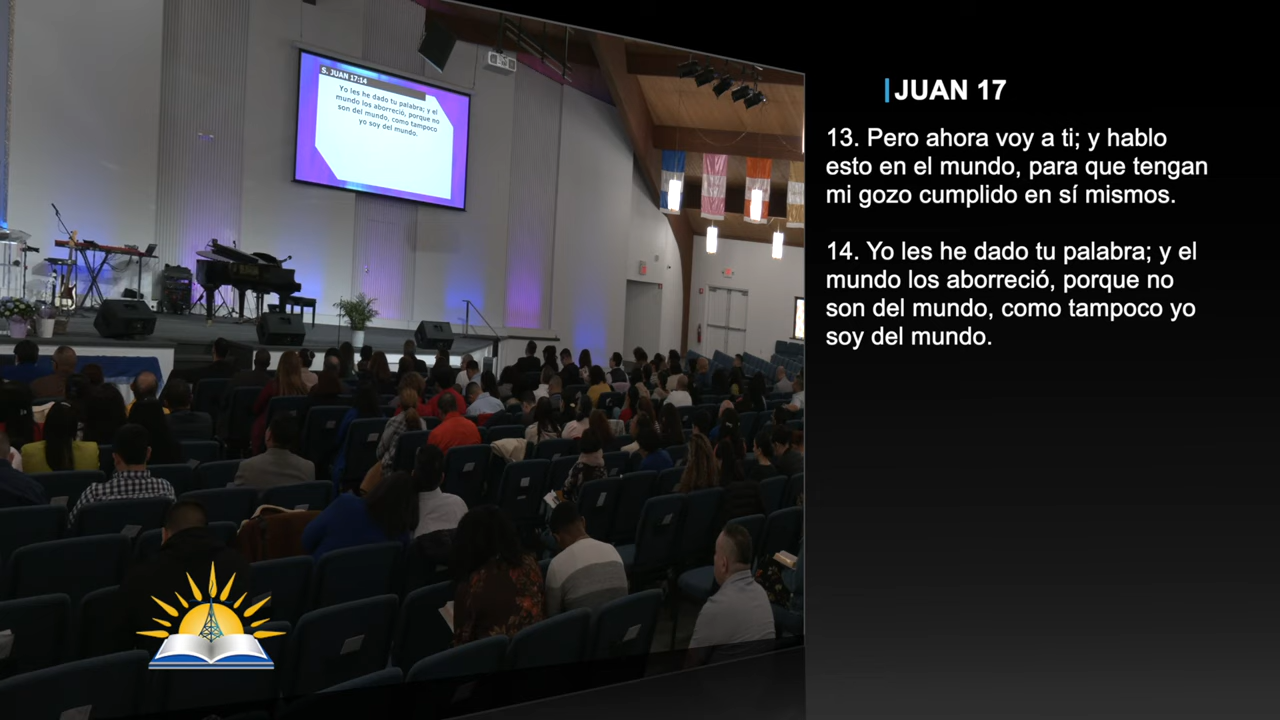 S. JUAN 17:14
Yo les he dado tu palabra; y el
mundo los aborreció, porque no
son del mundo, como tampoco
yo soy del mundo.
JUAN 17
13. Pero ahora voy a ti; y hablo
esto en el mundo, para que tengan
mi gozo cumplido en sí mismos.
14. Yo les he dado tu palabra; y el
mundo los aborreció, porque no
son del mundo, como tampoco yo
soy del mundo.